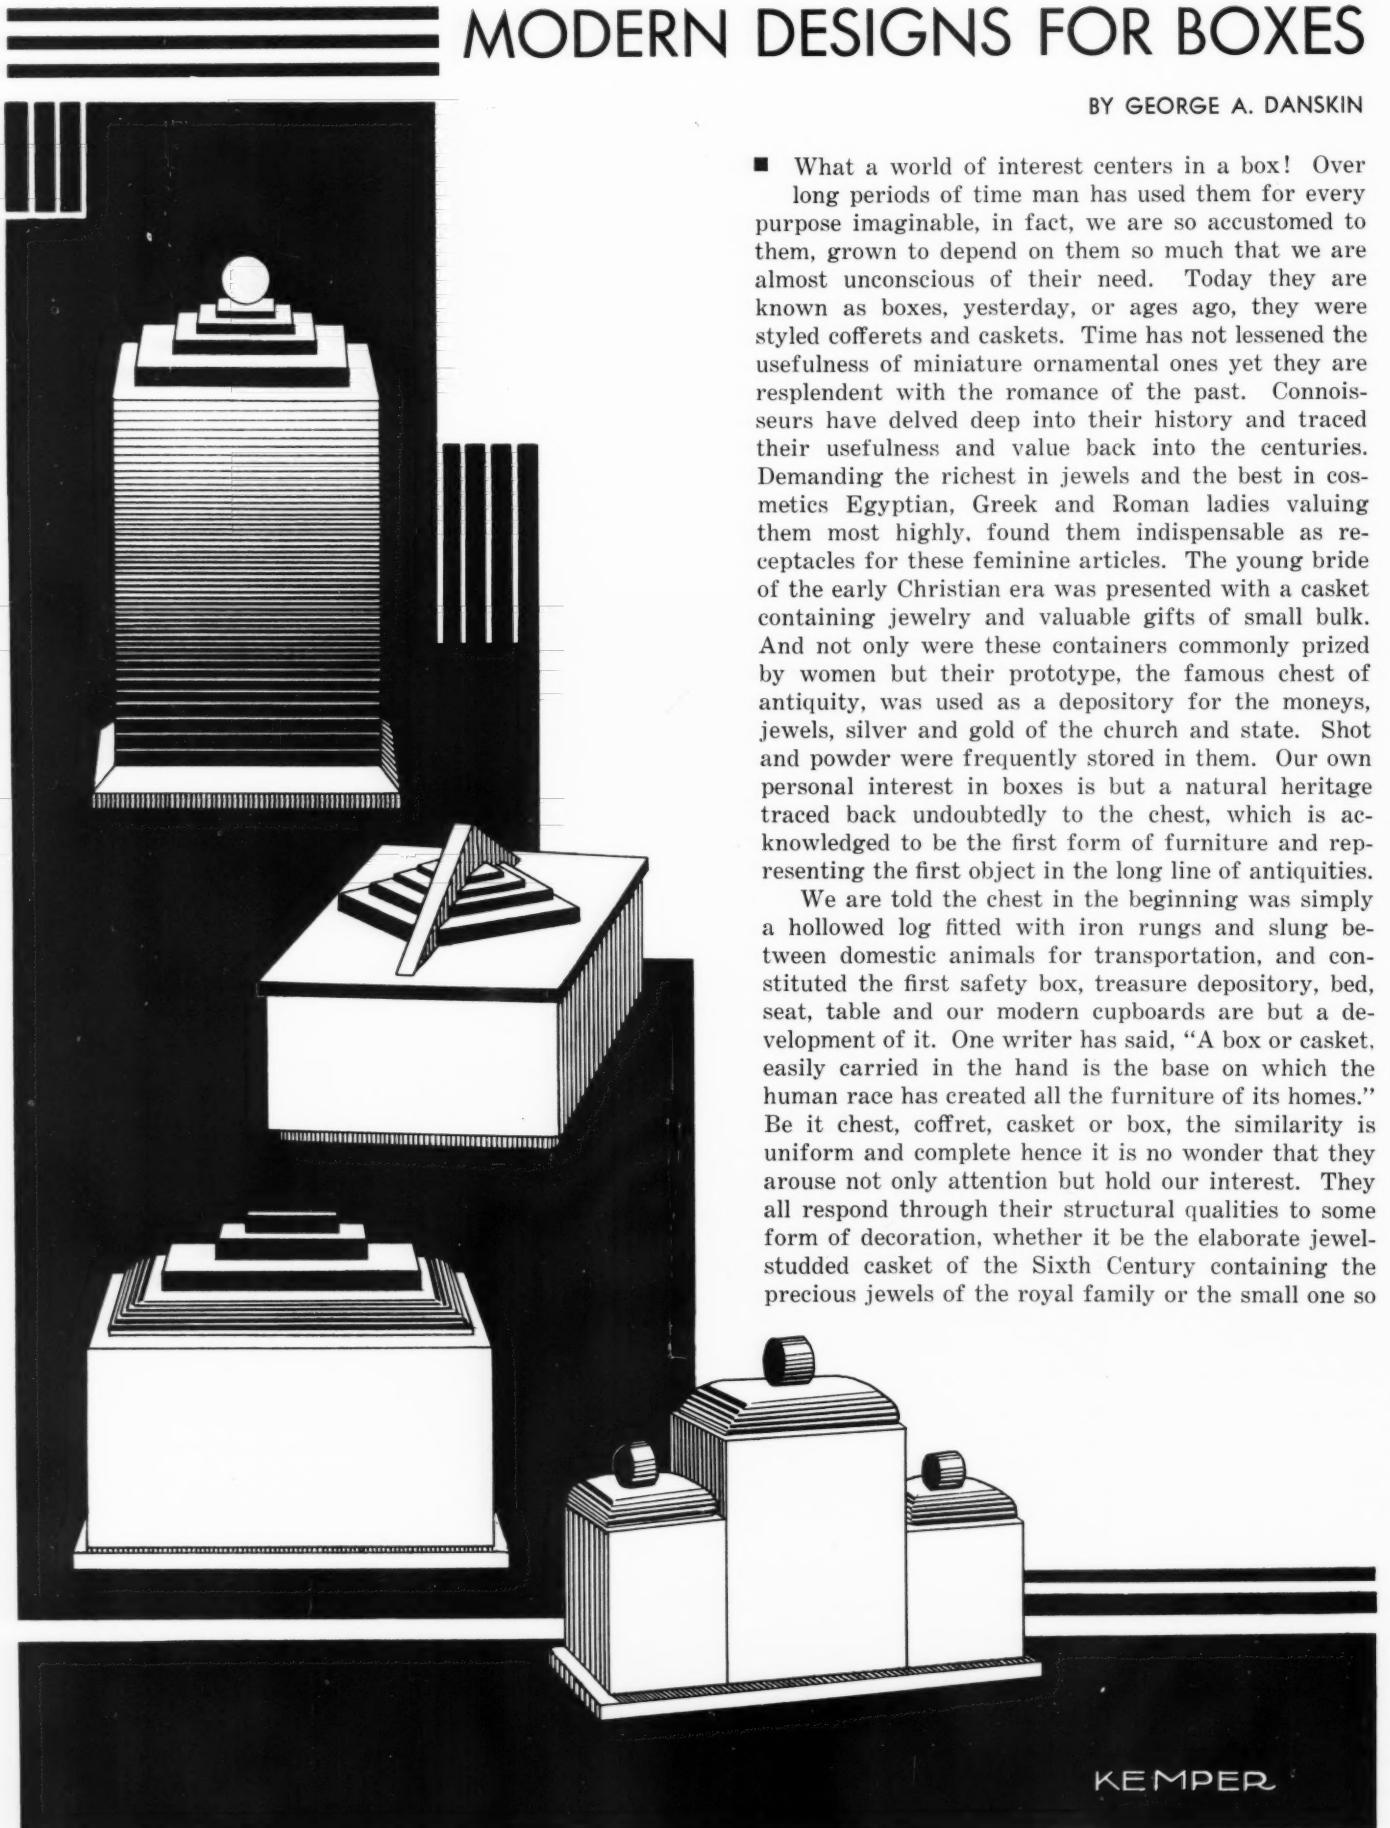 MODERN DESIGNS FOR BOXES
BY GEORGE A. DANSKIN
■ What a world of interest centers in a box! Over
long periods of time man has used them for every
purpose imaginable, in fact, we are so accustomed to
them, grown to depend on them so much that we are
almost unconscious of their need. Today they are
known as boxes, yesterday, or ages ago, they were
styled cofferets and caskets. Time has not lessened the
usefulness of miniature ornamental ones yet they are
resplendent with the romance of the past. Connois-
seurs have delved deep into their history and traced
their usefulness and value back into the centuries.
Demanding the richest in jewels and the best in cos-
metics Egyptian, Greek and Roman ladies valuing
them most highly, found them indispensable as re-
ceptacles for these feminine articles. The young bride
of the early Christian era was presented with a casket
containing jewelry and valuable gifts of small bulk.
And not only were these containers commonly prized
by women but their prototype, the famous chest of
antiquity, was used as a depository for the moneys,
jewels, silver and gold of the church and state. Shot
and powder were frequently stored in them. Our own
personal interest in boxes is but a natural heritage
traced back undoubtedly to the chest, which is ac-
knowledged to be the first form of furniture and rep-
resenting the first object in the long line of antiquities.
We are told the chest in the beginning was simply
a hollowed log fitted with iron rungs and slung be-
tween domestic animals for transportation, and con-
stituted the first safety box, treasure depository, bed,
seat, table and our modern cupboards are but a de-
velopment of it. One writer has said, “A box or casket,
easily carried in the hand is the base on which the
human race has created all the furniture of its homes.”
Be it chest, coffret, casket or box, the similarity is
uniform and complete hence it is no wonder that they
arouse not only attention but hold our interest. They
all respond through their structural qualities to some
form of decoration, whether it be the elaborate jewel-
studded casket of the Sixth Century containing the
precious jewels of the royal family or the small one so
KEMPER